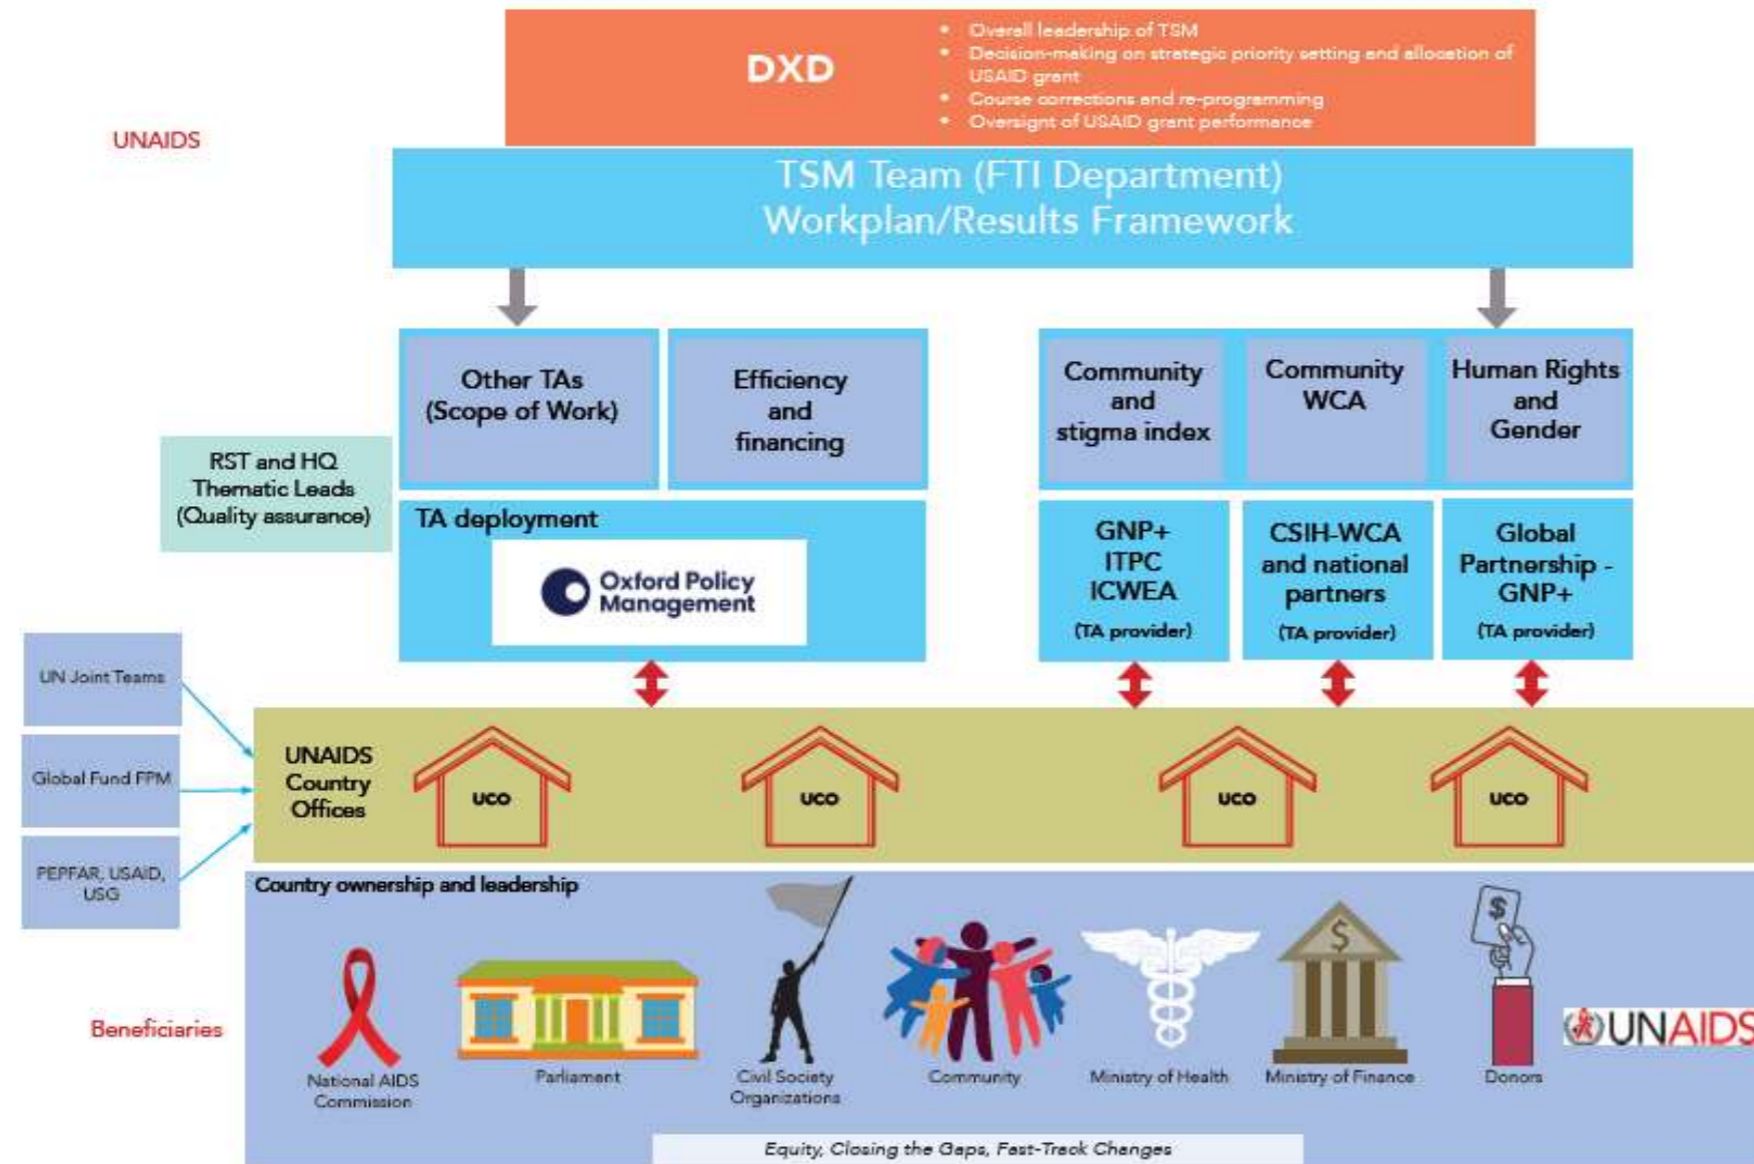 DXD
• Overall leadership of TSM
• Decision-making on strategic priority setting and allocation of
USAID grant
• Course corrections and re-programming
• Oversignt of USAID grant performance
UNAIDS
TSM Team (FTI Department)
Workplan/Results Framework
Other TAs
(Scope of Work)
Efficiency
and
financing
Community
and
stigma index
Community
WCA
Human Rights
and
Gender
RST and HQ
Thematic Leads
(Quality assurance)
TA deployment
Oxford Policy
Management
GNP+
ITPC
ICWEA
(TA provider)
CSIH-WCA
and national
partners
(TA provider)
Global
Partnership -
GNP+
(TA provider)
UN Joint Teams
Global Fund FPM
PEPFAR, USAID,
USG
UNAIDS
Country
Offices
UCO
UCO
UCO
UCO
Country ownership and leadership
$
$
Beneficiaries
National AIDS
Commission
Parliament
Civil Society
Organizations
Community
Ministry of Health
Ministry of Finance
Donors
UNAIDS
Equity, Closing the Gaps, Fast-Track Changes